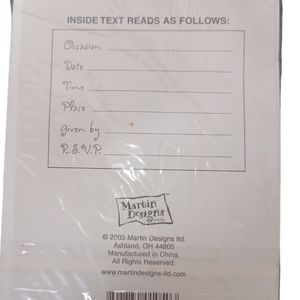 INSIDE TEXT READS AS FOLLOWS:
Occasion
Date
Time
Place
given by
R.S.V.P.
Martin
Designs
© 2003 Martin Designs ltd.
Ashland, OH 44805
Manufactured in China.
All Rights Reserved.
www.martindesigns-ltd.com